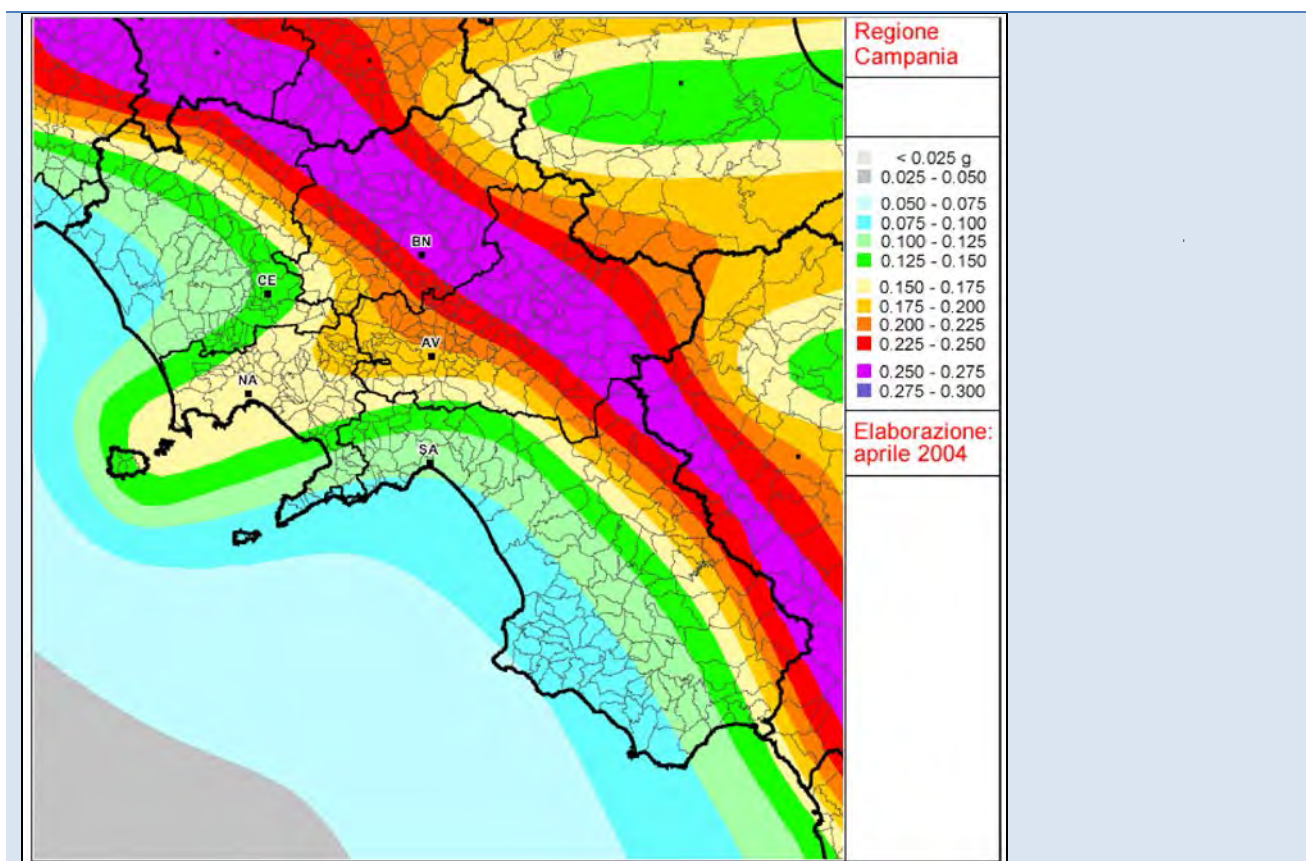 Regione
Campania
< 0.025 g
0.025 - 0.050
0.050 - 0.075
0.075 - 0.100
0.100 - 0.125
0.125 - 0.150
0.150 - 0.175
0.175 - 0.200
0.200 - 0.225
0.225 - 0.250
0.250 - 0.275
0.275 - 0.300
Elaborazione:
aprile 2004
BN
CE
AV
NA
SA